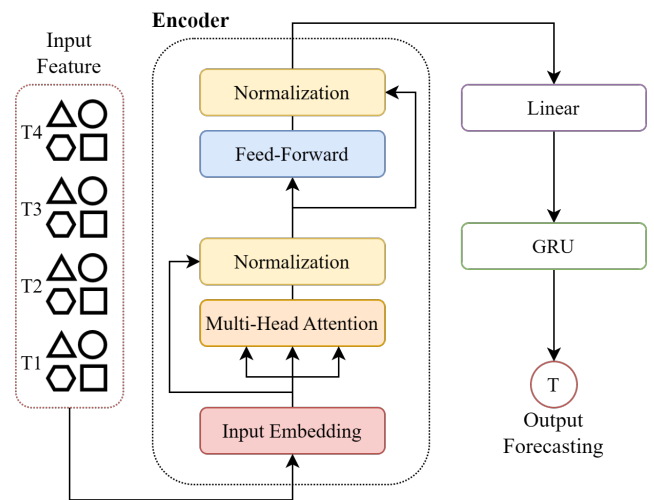 Input
Feature
T4
T3
T2
T1
Encoder
Normalization
Feed-Forward
Normalization
Multi-Head Attention
Input Embedding
Linear
GRU
T
Output
Forecasting